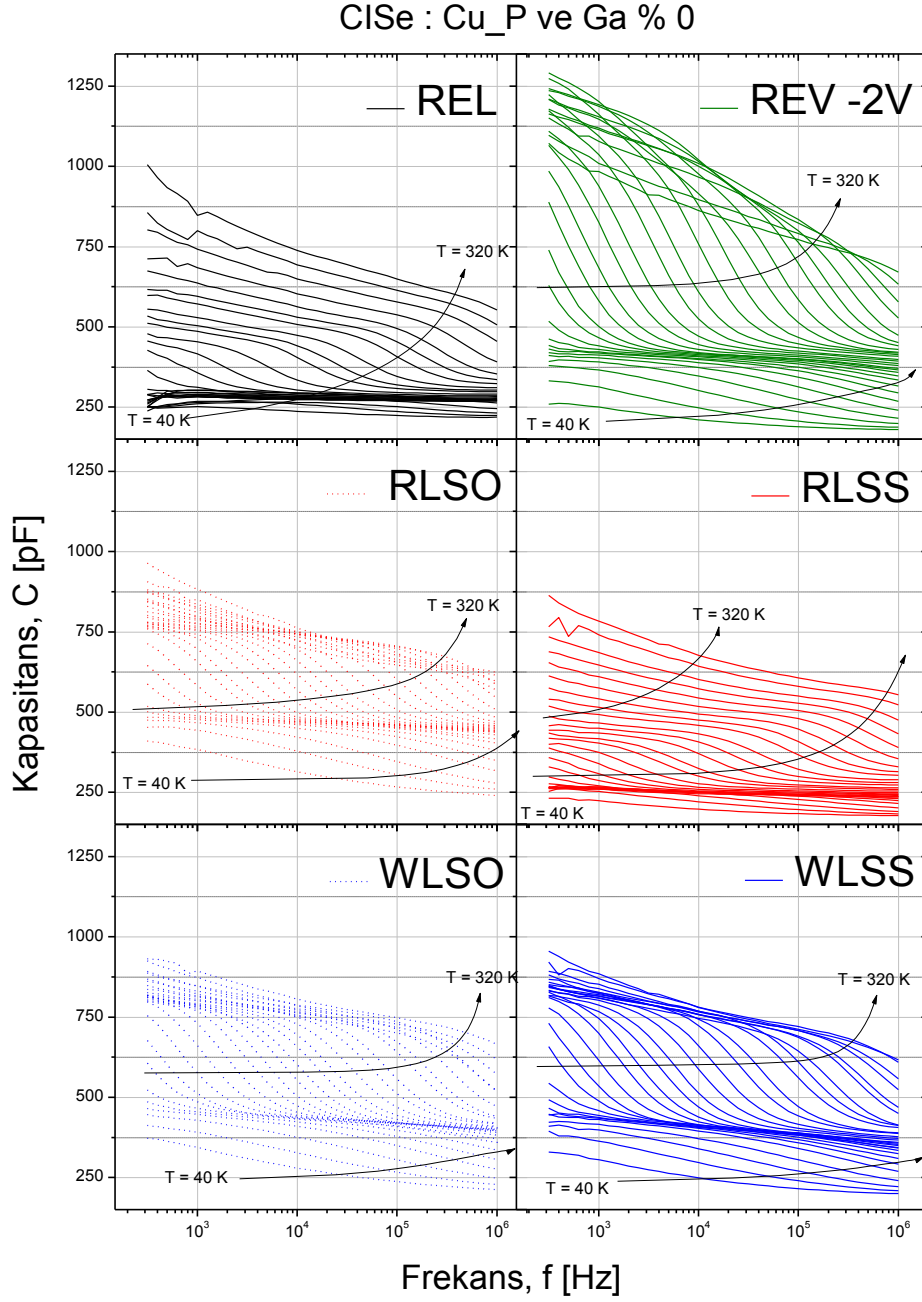 CISe : Cu_P ve Ga % 0
REL
REV -2V
1250
1000
750
500
250
T = 320 K
T = 40 K
T = 320 K
T = 40 K
RLSO
RLSS
1250
1000
750
500
250
T = 320 K
T = 40 K
T = 320 K
T = 40 K
Kapasitans, C [pF]
WLSO
WLSS
1250
1000
750
500
250
T = 320 K
T = 40 K
T = 320 K
T = 40 K
10³ 10⁴ 10⁵ 10⁶ 10³ 10⁴ 10⁵ 10⁶
Frekans, f [Hz]